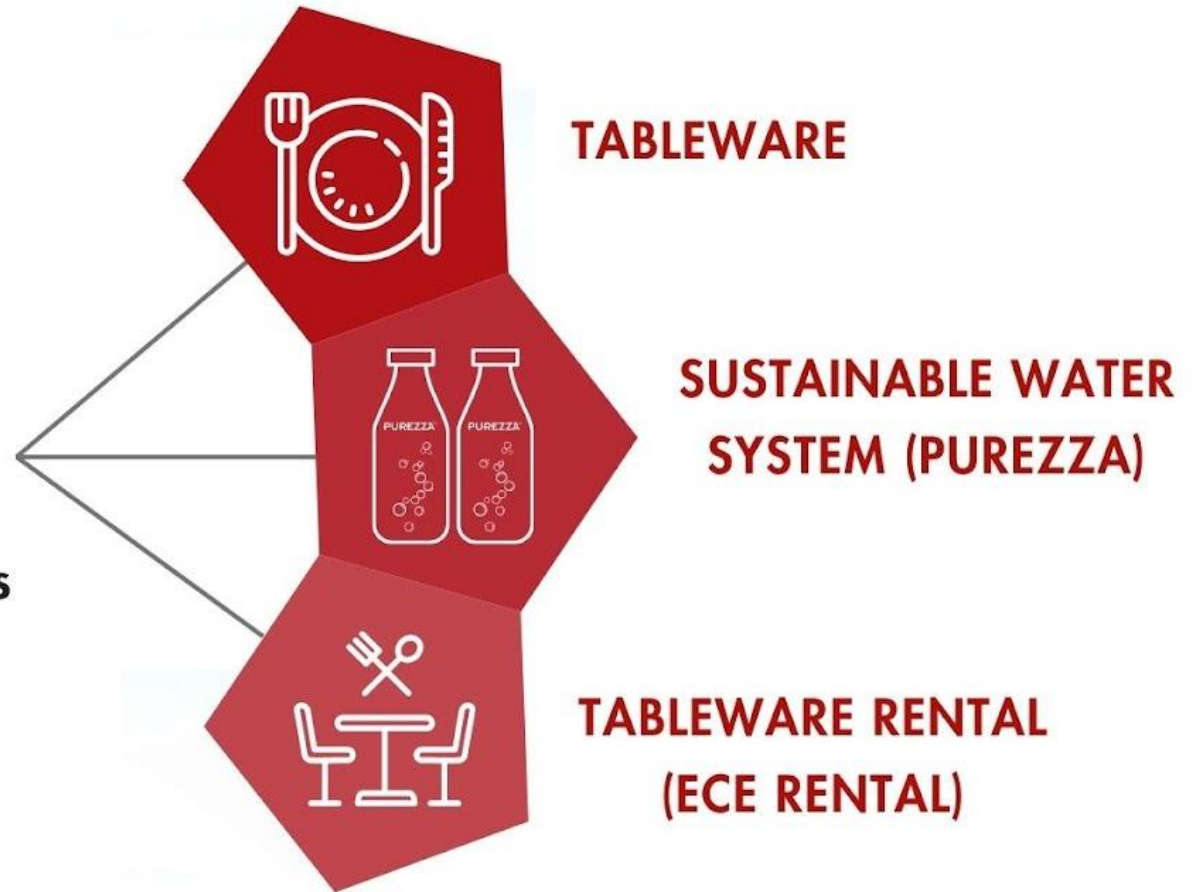 TABLEWARE
PUREZZA PUREZZA
SUSTAINABLE WATER
SYSTEM (PUREZZA)
s
TABLEWARE RENTAL
(ECE RENTAL)